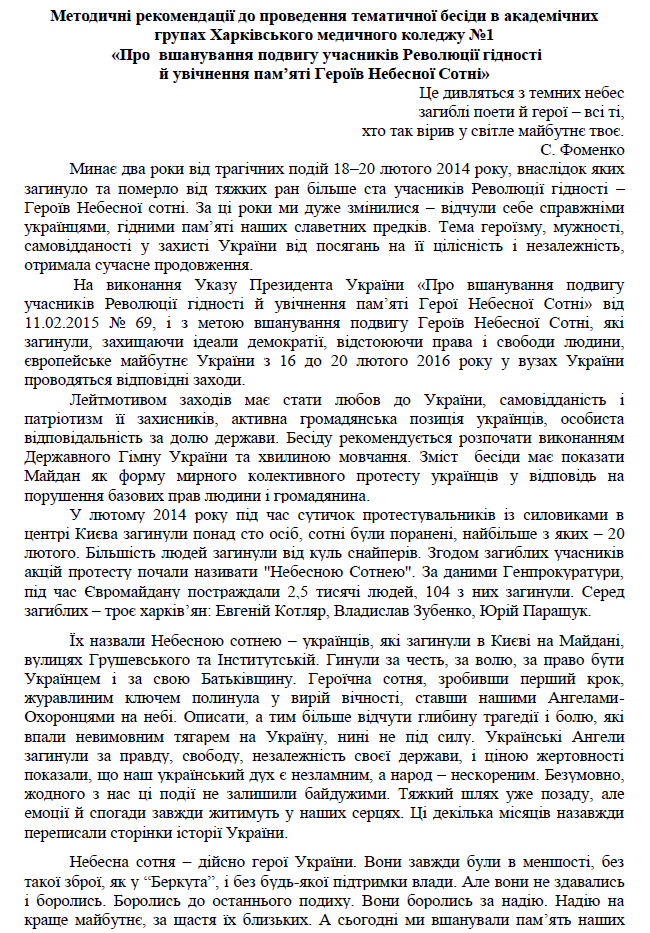 Методичні рекомендації до проведення тематичної бесіди в академічних
групах Харківського медичного коледжу №1
«Про вшанування подвигу учасників Революції гідності
й увічнення пам’яті Героїв Небесної Сотні»
Це дивляться з темних небес
загиблі поети й герої – всі ті,
хто так вірив у світле майбутнє твоє.
С. Фоменко
Минає два роки від трагічних подій 18–20 лютого 2014 року, внаслідок яких
загинуло та померло від тяжких ран більше ста учасників Революції гідності –
Героїв Небесної сотні. За ці роки ми дуже змінилися – відчули себе справжніми
українцями, гідними пам’яті наших славетних предків. Тема героїзму, мужності,
самовідданості у захисті України від посягань на її цілісність і незалежність,
отримала сучасне продовження.
На виконання Указу Президента України «Про вшанування подвигу
учасників Революції гідності й увічнення пам’яті Герої Небесної Сотні» від
11.02.2015 № 69, і з метою вшанування подвигу Героїв Небесної Сотні, які
загинули, захищаючи ідеали демократії, відстоюючи права і свободи людини,
європейське майбутнє України з 16 до 20 лютого 2016 року у вузах України
проводяться відповідні заходи.
Лейтмотивом заходів має стати любов до України, самовідданість і
патріотизм її захисників, активна громадянська позиція українців, особиста
відповідальність за долю держави. Бесіду рекомендується розпочати виконанням
Державного Гімну України та хвилиною мовчання. Зміст бесіди має показати
Майдан як форму мирного колективного протесту українців у відповідь на
порушення базових прав людини і громадянина.
У лютому 2014 року під час сутичок протестувальників із силовиками в
центрі Києва загинули понад сто осіб, сотні були поранені, найбільше з яких – 20
лютого. Більшість людей загинули від куль снайперів. Згодом загиблих учасників
акцій протесту почали називати "Небесною Сотнею". За даними Генпрокуратури,
під час Євромайдану постраждали 2,5 тисячі людей, 104 з них загинули. Серед
загиблих – троє харків’ян: Евгеній Котляр, Владислав Зубенко, Юрій Паращук.
Їх назвали Небесною сотнею – українців, які загинули в Києві на Майдані,
вулицях Грушевського та Інститутській. Гинули за честь, за волю, за право бути
Українцем і за свою Батьківщину. Героїчна сотня, зробивши перший крок,
журавлиним ключем полинула у вирій вічності, ставши нашими Ангелами-
Охоронцями на небі. Описати, а тим більше відчути глибину трагедії і болю, які
впали невимовним тягарем на Україну, нині не під силу. Українські Ангели
загинули за правду, свободу, незалежність своєї держави, і ціною жертовності
показали, що наш український дух є незламним, а народ – нескореним. Безумовно,
жодного з нас ці події не залишили байдужими. Тяжкий шлях уже позаду, але
емоції й спогади завжди житимуть у наших серцях. Ці декілька місяців назавжди
переписали сторінки історії України.
Небесна сотня – дійсно герої України. Вони завжди були в меншості, без
такої зброї, як у “Беркута”, і без будь-якої підтримки влади. Але вони не здавались
і боролись. Боролись до останнього подиху. Вони боролись за надію. Надію на
краще майбутнє, за щастя їх близьких. А сьогодні ми вшанували пам’ять наших